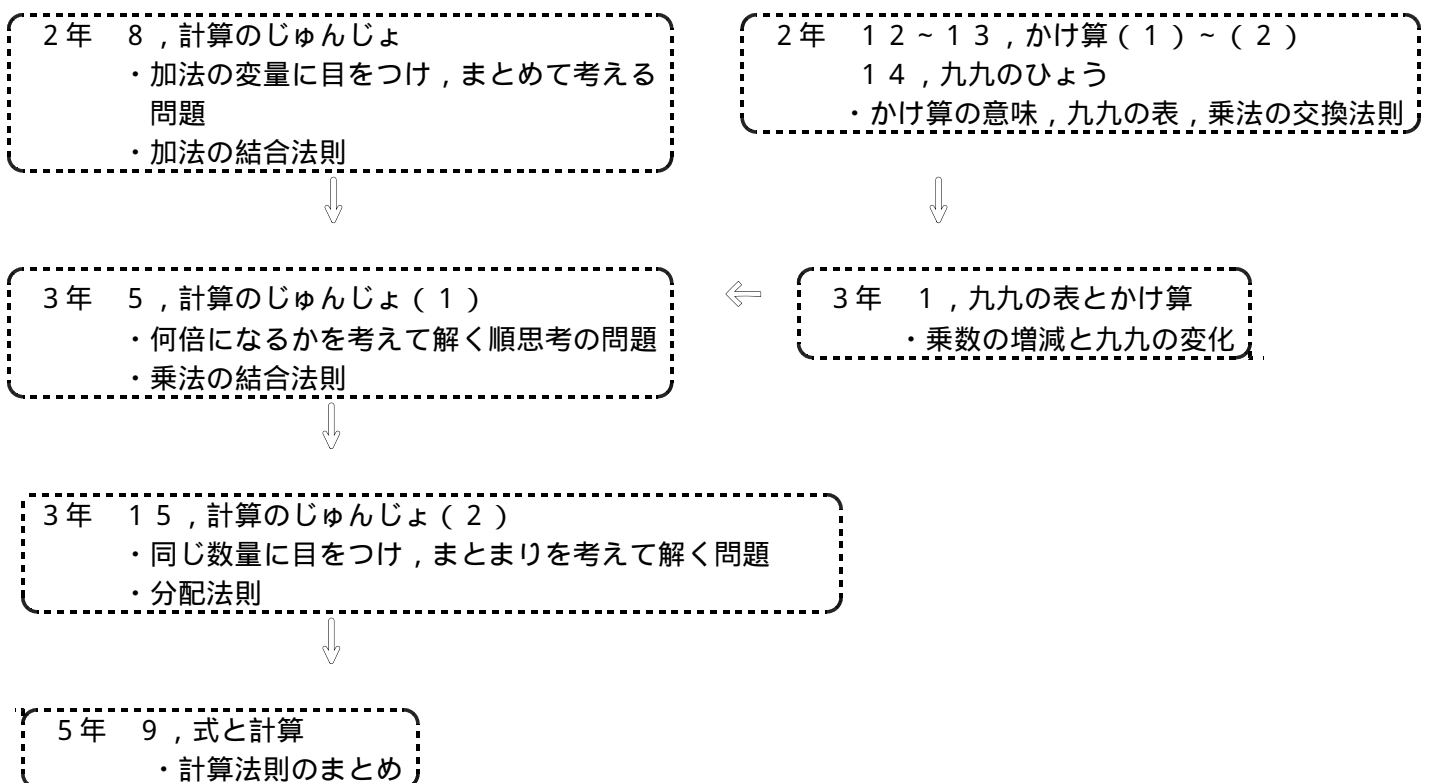 2年　8，計算のじゅんじょ
・加法の変量に目をつけ，まとめて考える
問題
・加法の結合法則
2年　12～13，かけ算(1)～(2)
14，九九のひょう
・かけ算の意味，九九の表，乗法の交換法則
3年　5，計算のじゅんじょ(1)
・何倍になるかを考えて解く順思考の問題
・乗法の結合法則
3年　1，九九の表とかけ算
・乗数の増減と九九の変化
3年　15，計算のじゅんじょ(2)
・同じ数量に目をつけ，まとまりを考えて解く問題
・分配法則
5年　9，式と計算
・計算法則のまとめ